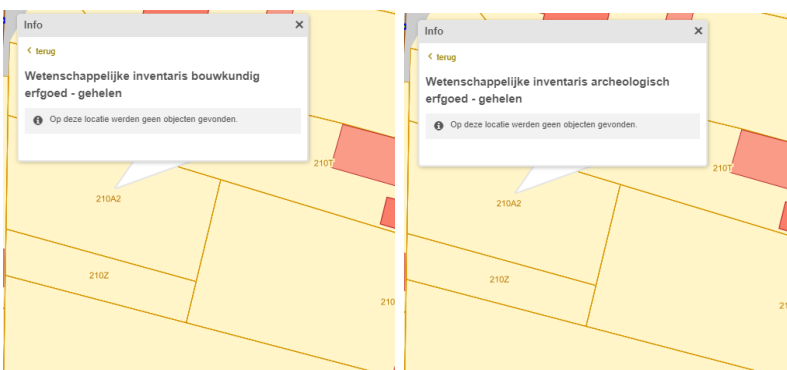 Info ×
< terug
Wetenschappelijke inventaris bouwkundig
erfgoed - gehelen
Op deze locatie werden geen objecten gevonden.
210T
210A2
210Z
210
Info ×
< terug
Wetenschappelijke inventaris archeologisch
erfgoed - gehelen
Op deze locatie werden geen objecten gevonden.
210T
210A2
210Z
21